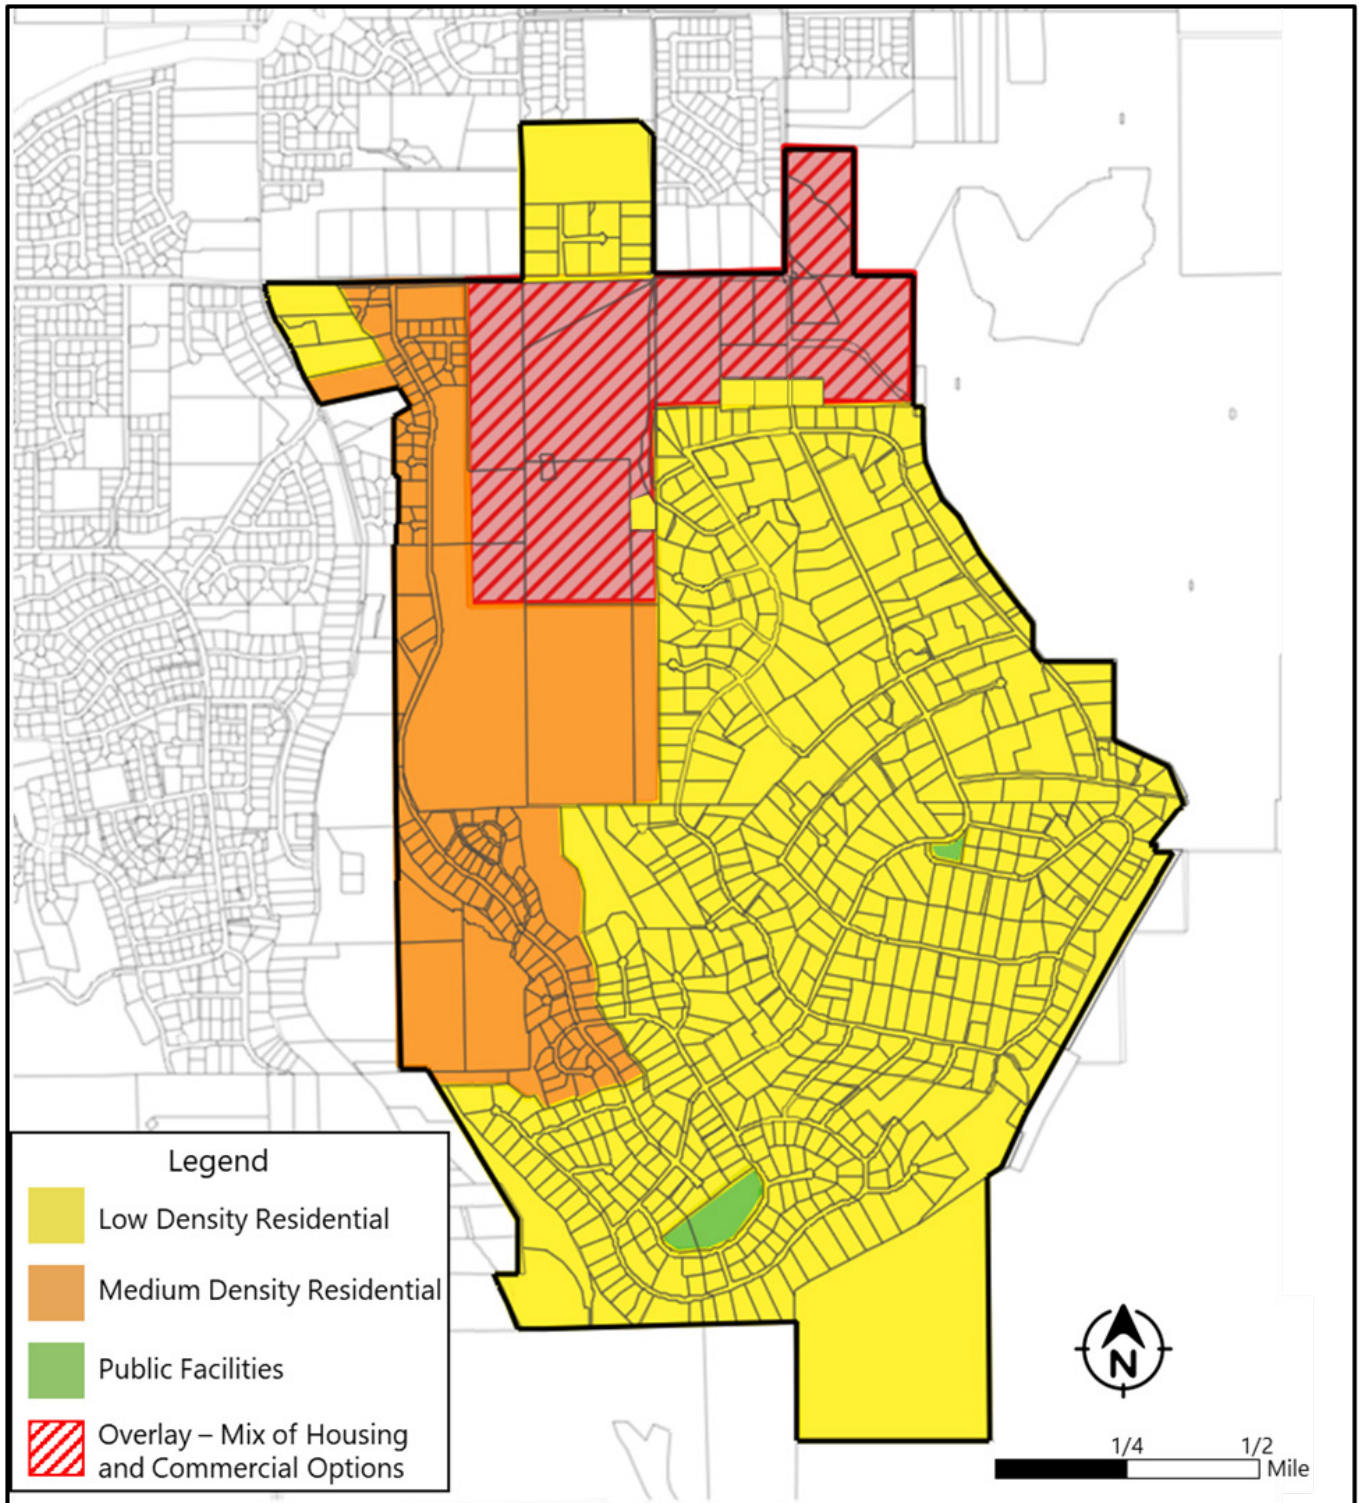 Legend
Low Density Residential
Medium Density Residential
Public Facilities
Overlay – Mix of Housing
and Commercial Options
N
1/4 1/2
Mile